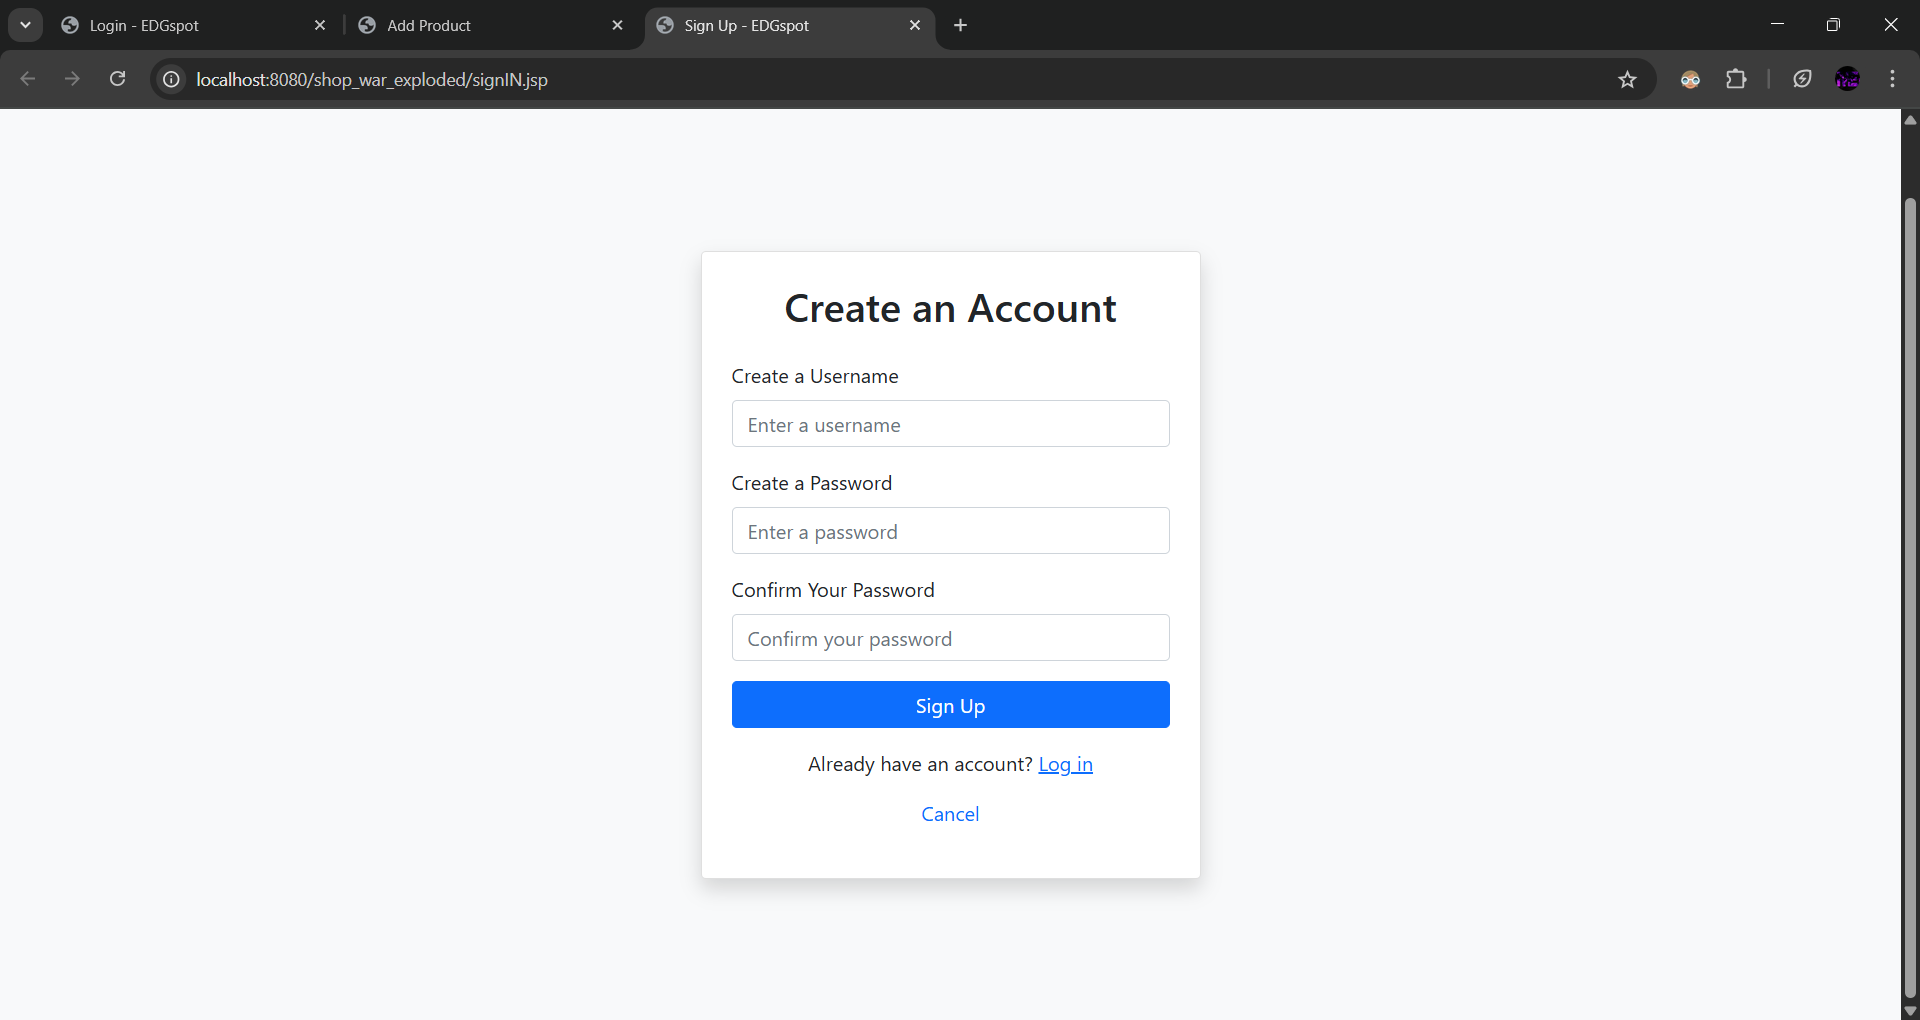 Login - EDGspot
Add Product
Sign Up - EDGspot
localhost:8080/shop_war_exploded/signIN.jsp
Create an Account
Create a Username
Enter a username
Create a Password
Enter a password
Confirm Your Password
Confirm your password
Sign Up
Already have an account? Log in
Cancel